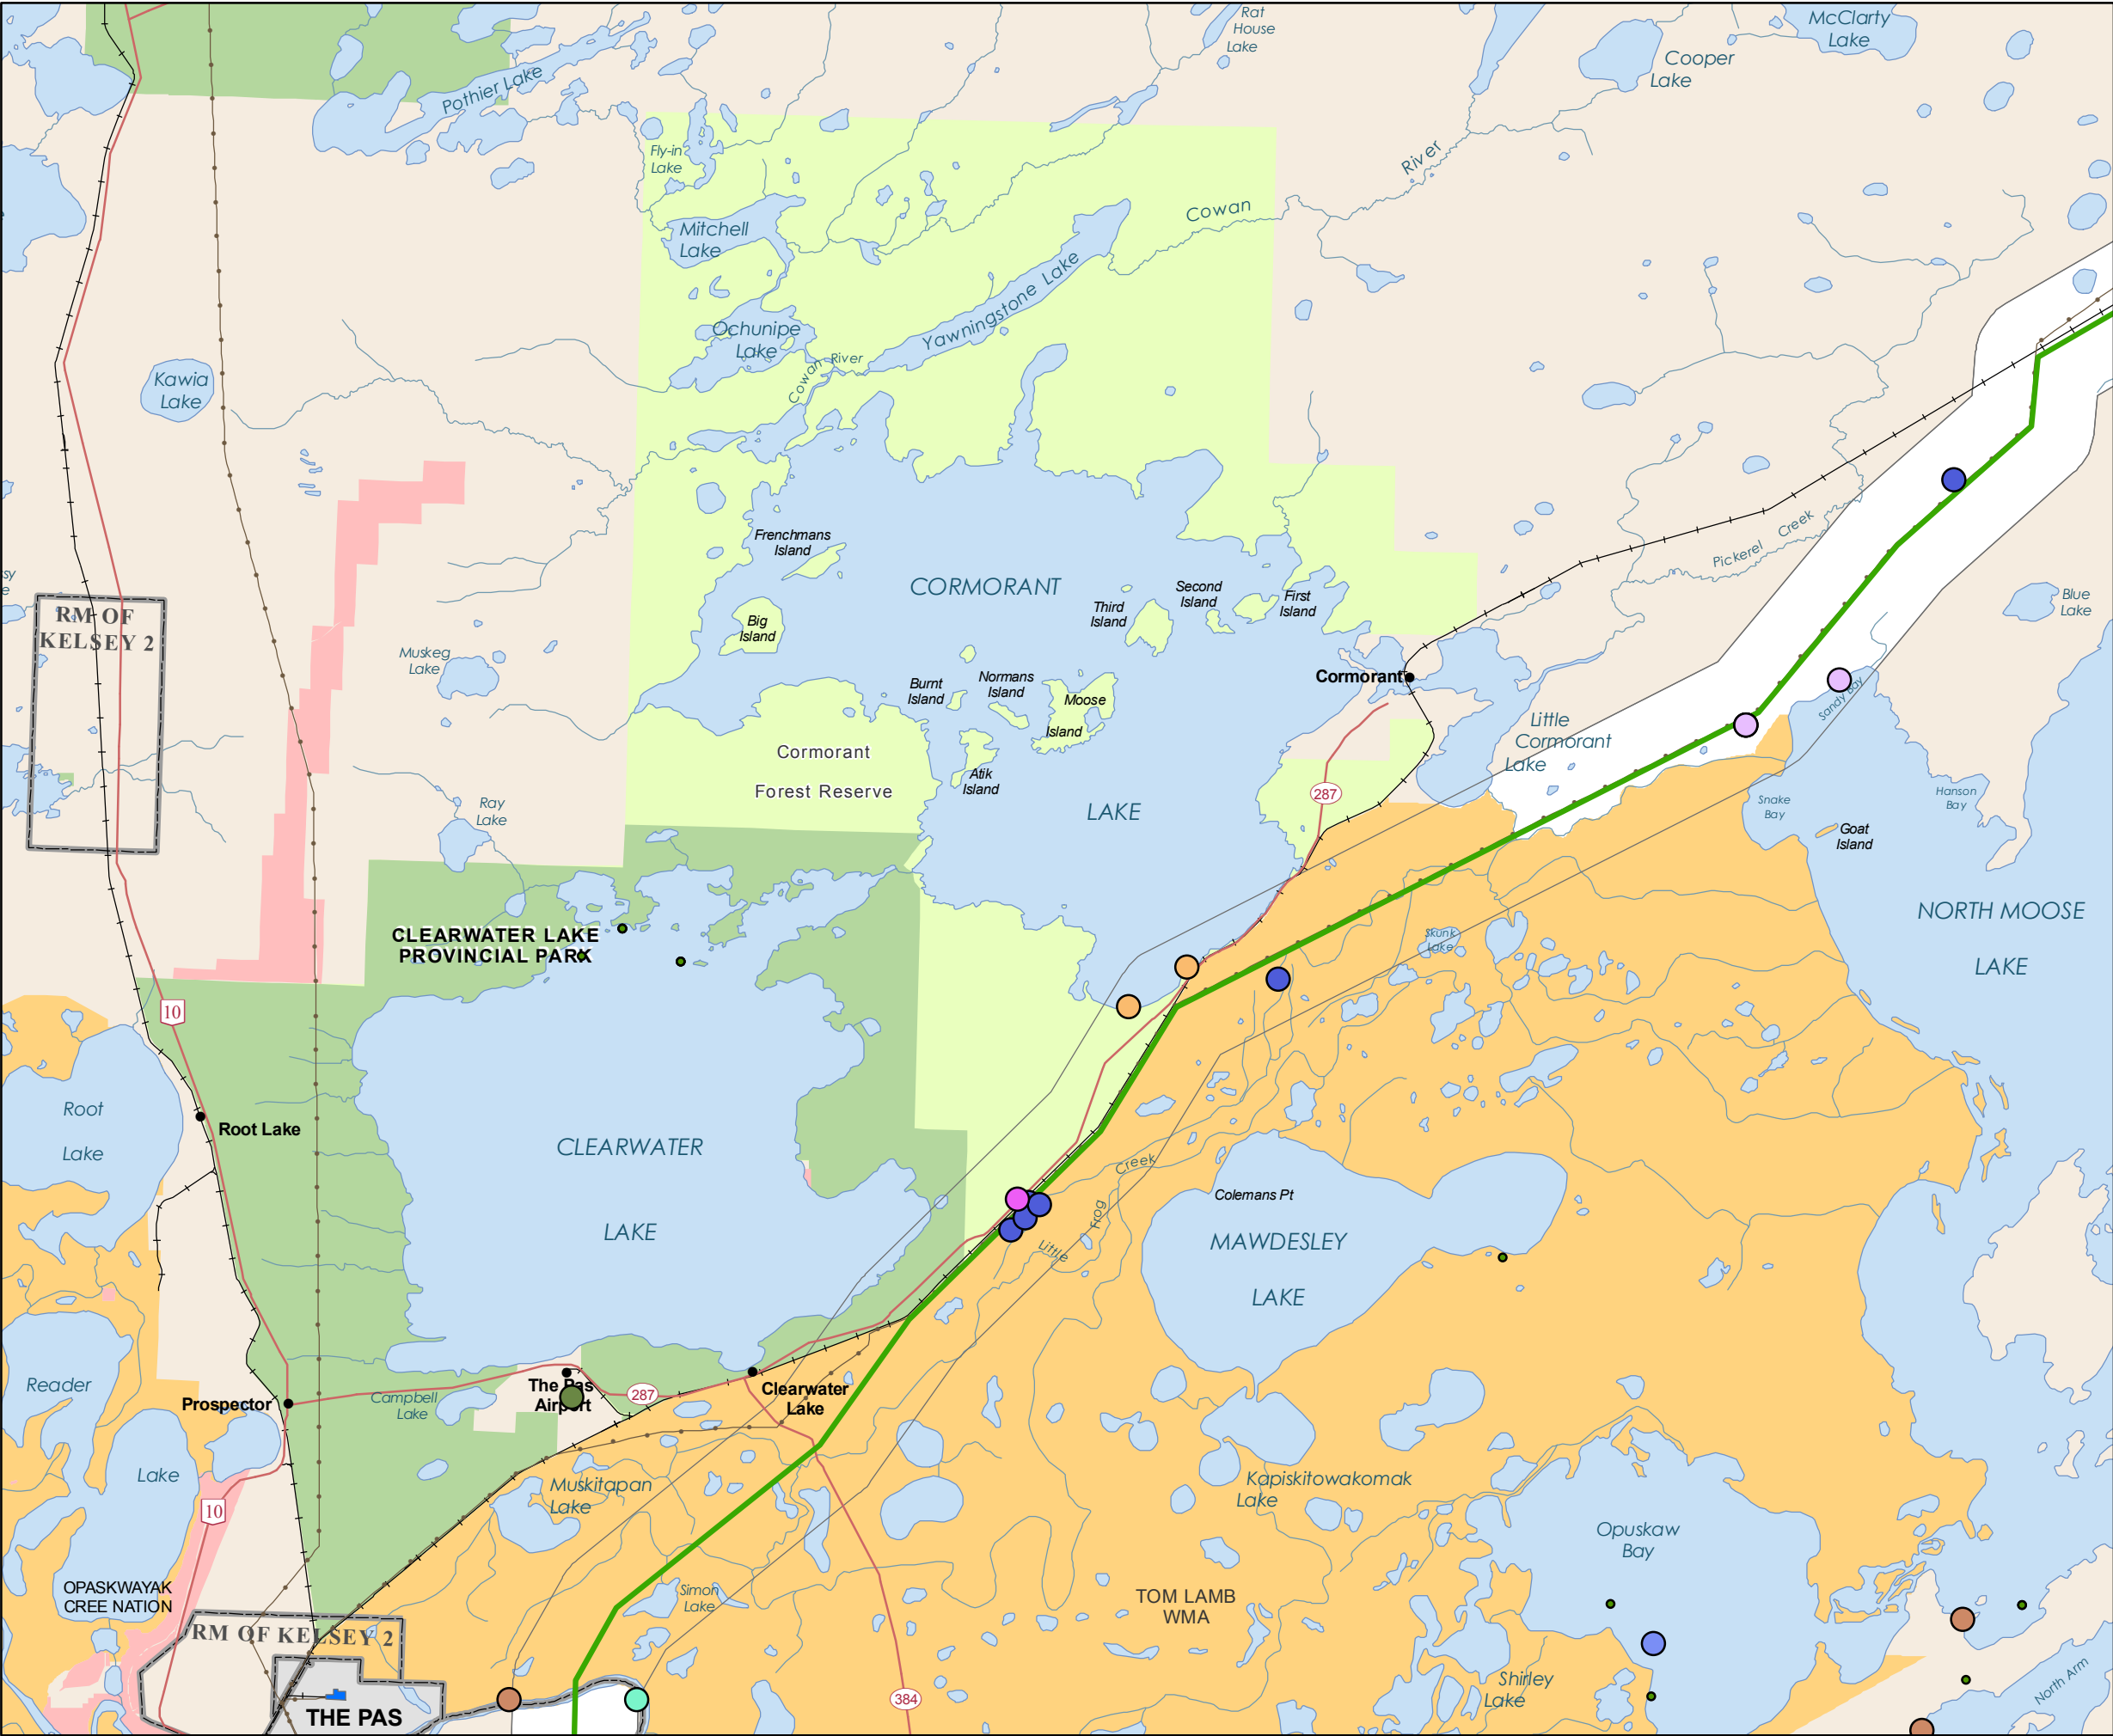 Rat
House
Lake
McClarty
Lake
Cooper
Lake
Pothier Lake
Fly-in
Lake
River
Cowan
Mitchell
Lake
Yawningstone Lake
Ochunipe
Lake
Cowan River
Kawia
Lake
Frenchmans
Island
CORMORANT
Pickerel Creek
Second
Island
First
Island
Third
Island
Big
Island
Blue
Lake
RM OF
KELSEY 2
Muskeg
Lake
Burnt
Island
Normans
Island
Moose
Island
Cormorant
Sandy Bay
Little
Cormorant
Lake
Cormorant
Forest Reserve
Atik
Island
287
LAKE
Ray
Lake
Snake
Bay
Hanson
Bay
Goat
Island
NORTH MOOSE
LAKE
CLEARWATER LAKE
PROVINCIAL PARK
Skunk
Lake
10
Root
Lake
Root Lake
CLEARWATER
LAKE
Creek
Frog
Little
Colemans Pt
MAWDESLEY
LAKE
Reader
Lake
Prospector
Campbell
Lake
The Pas
Airport
287
Clearwater
Lake
10
Muskitapan
Lake
Kapiskitowakomak
Lake
Opuskaw
Bay
OPASKWAYAK
CREE NATION
Simon
Lake
TOM LAMB
WMA
RM OF KELSEY 2
THE PAS
384
Shirley
Lake
North Arm